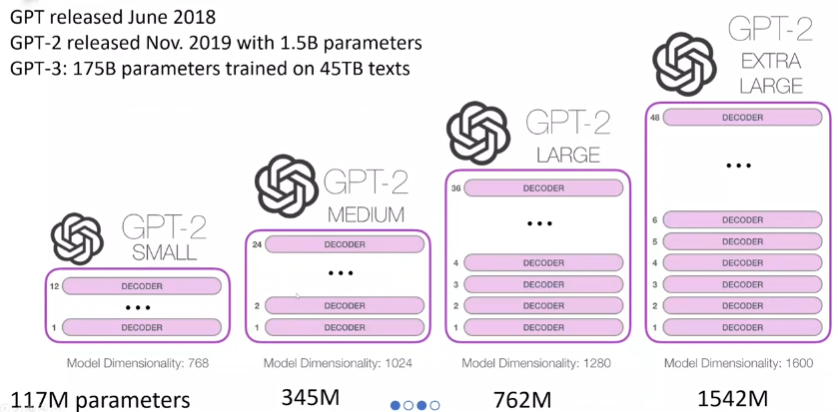 GPT released June 2018
GPT-2 released Nov. 2019 with 1.5B parameters
GPT-3: 175B parameters trained on 45TB texts
GPT-2
SMALL
12 DECODER
...
1 DECODER
Model Dimensionality: 768
117M parameters
GPT-2
MEDIUM
24 DECODER
...
2 DECODER
1 DECODER
Model Dimensionality: 1024
345M
GPT-2
LARGE
36 DECODER
...
4 DECODER
3 DECODER
2 DECODER
1 DECODER
Model Dimensionality: 1280
762M
GPT-2
EXTRA
LARGE
48 DECODER
...
6 DECODER
5 DECODER
4 DECODER
3 DECODER
2 DECODER
1 DECODER
Model Dimensionality: 1600
1542M